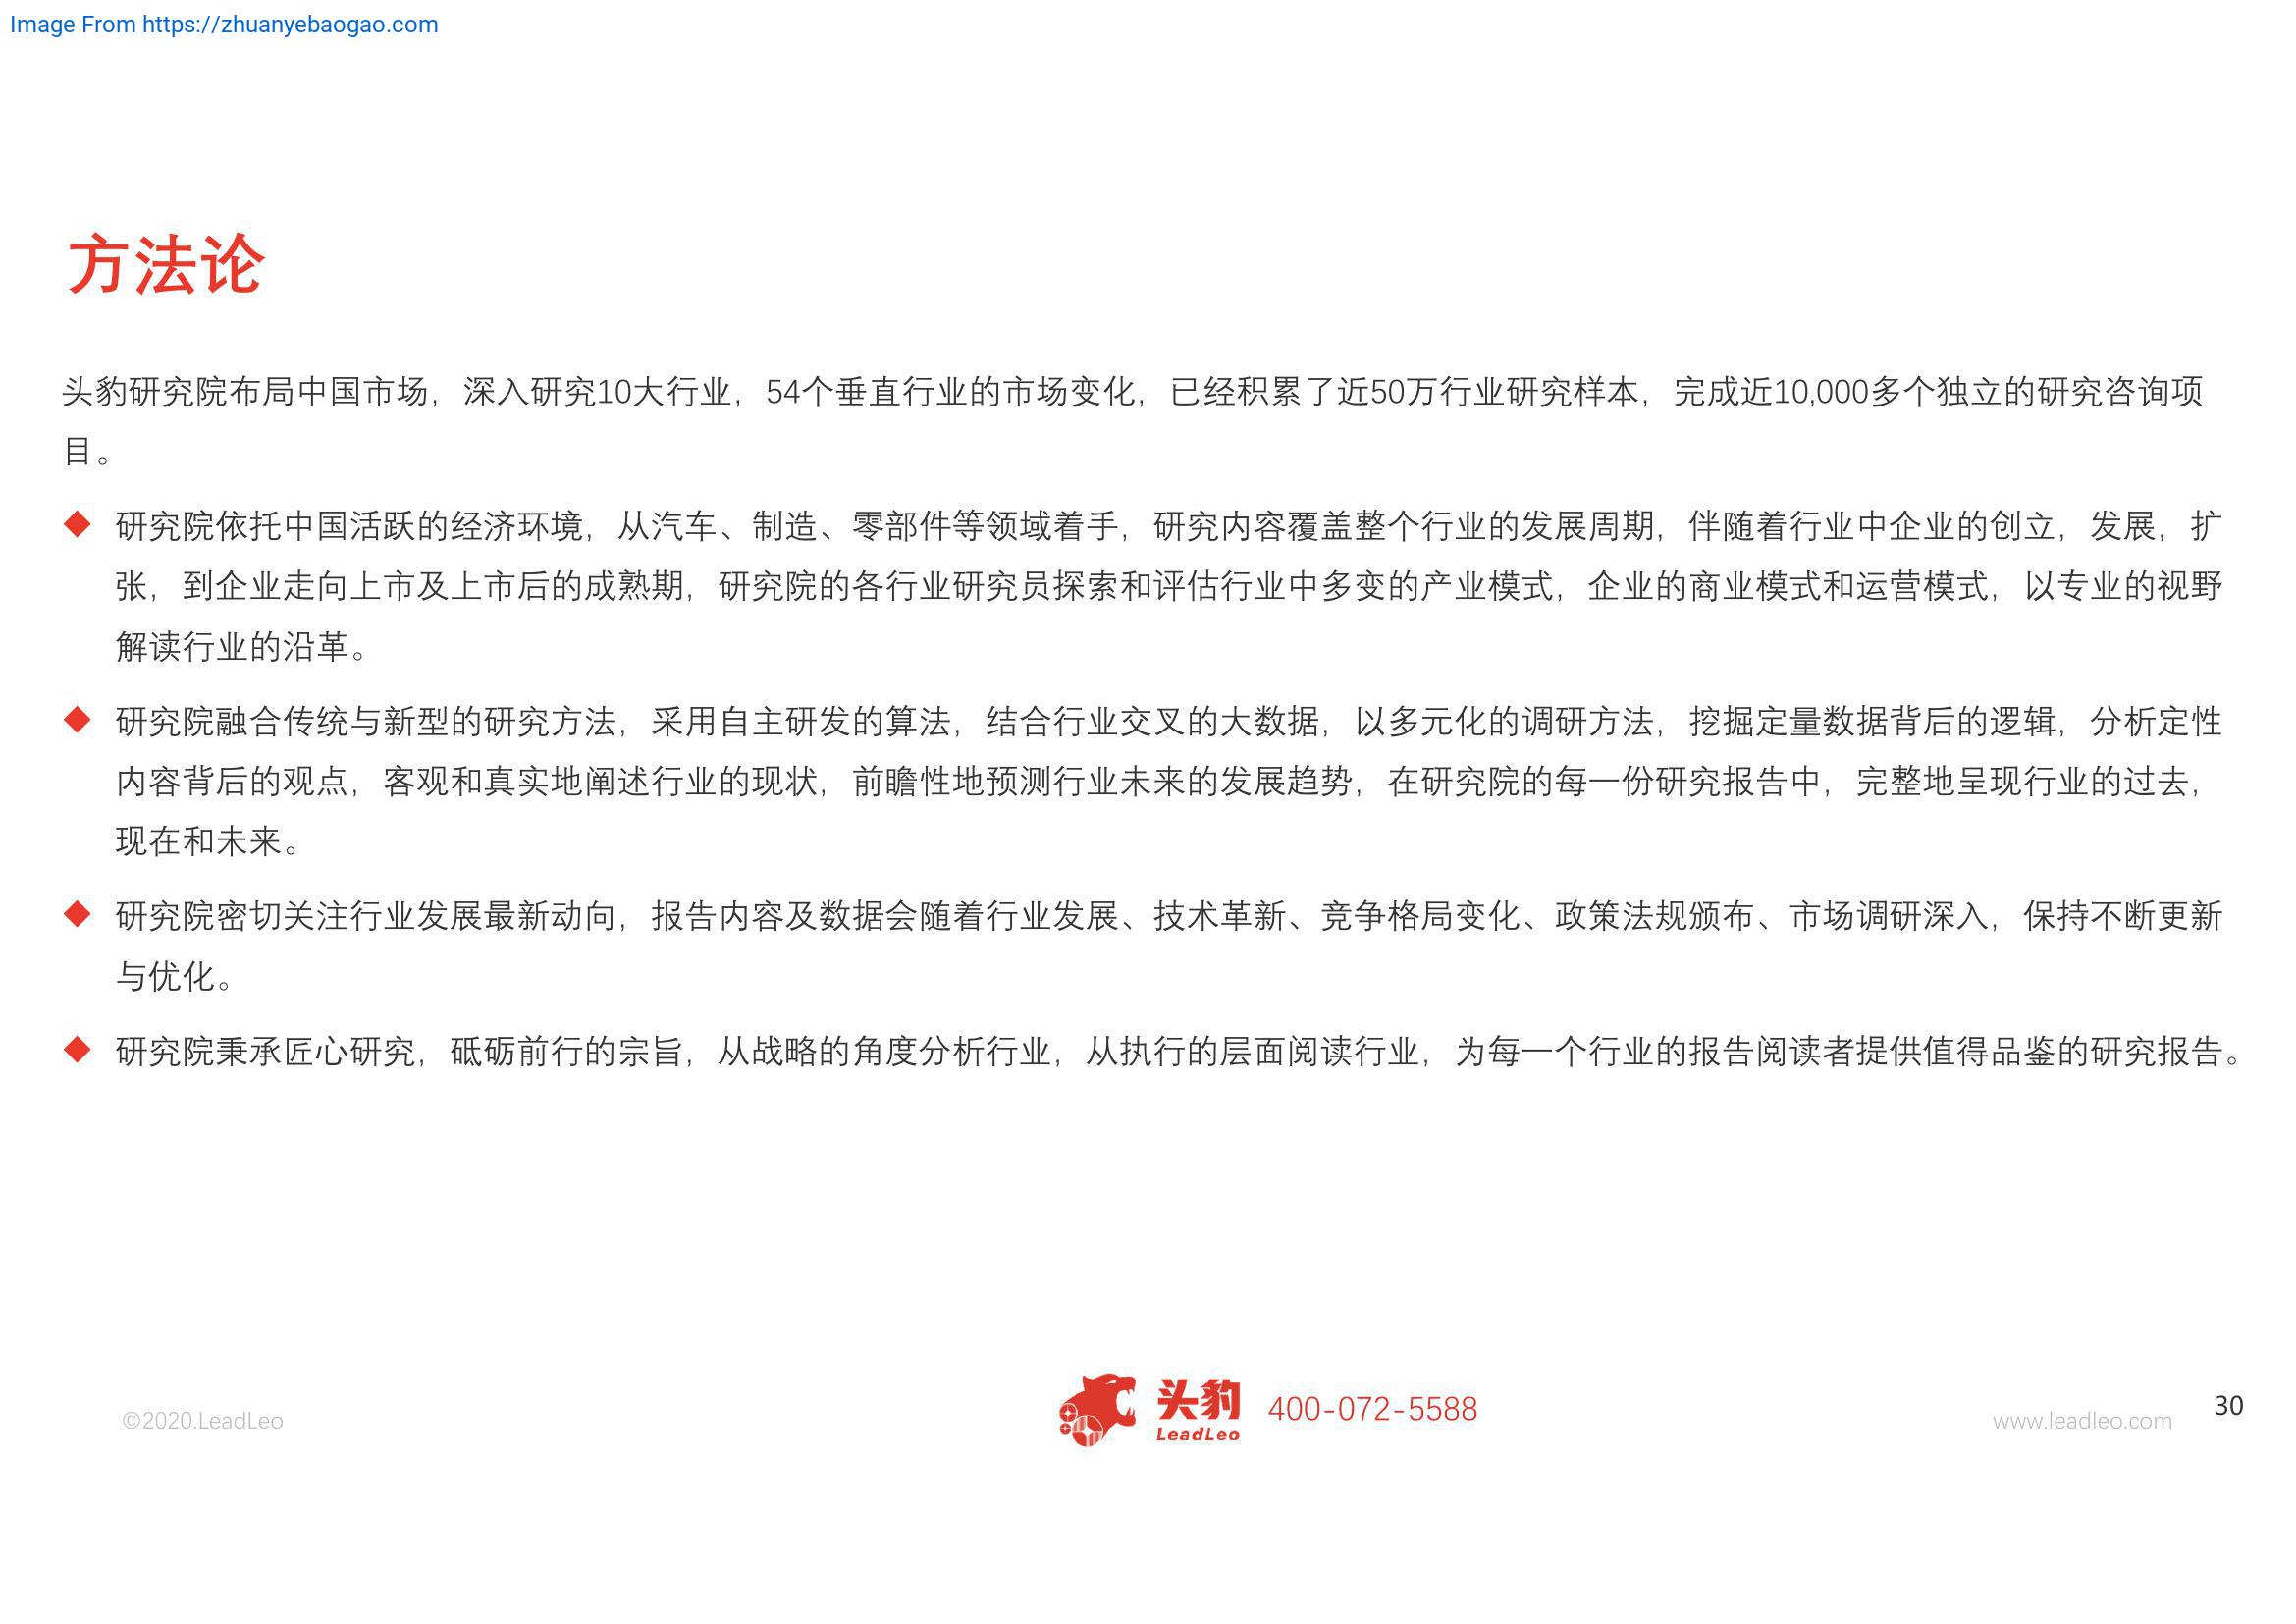 Image From https://zhuanyebaogao.com
方法论
头豹研究院布局中国市场，深入研究10大行业，54个垂直行业的市场变化，已经积累了近50万行业研究样本，完成近10,000多个独立的研究咨询项
目。
研究院依托中国活跃的经济环境，从汽车、制造、零部件等领域着手，研究内容覆盖整个行业的发展周期，伴随着行业中企业的创立，发展，扩
张，到企业走向上市及上市后的成熟期，研究院的各行业研究员探索和评估行业中多变的产业模式，企业的商业模式和运营模式，以专业的视野
解读行业的沿革。
研究院融合传统与新型的研究方法，采用自主研发的算法，结合行业交叉的大数据，以多元化的调研方法，挖掘定量数据背后的逻辑，分析定性
内容背后的观点，客观和真实地阐述行业的现状，前瞻性地预测行业未来的发展趋势，在研究院的每一份研究报告中，完整地呈现行业的过去，
现在和未来。
研究院密切关注行业发展最新动向，报告内容及数据会随着行业发展、技术革新、竞争格局变化、政策法规颁布、市场调研深入，保持不断更新
与优化。
研究院秉承匠心研究，砥砺前行的宗旨，从战略的角度分析行业，从执行的层面阅读行业，为每一个行业的报告阅读者提供值得品鉴的研究报告。
©2020.LeadLeo
头豹
LeadLeo
400-072-5588
www.leadleo.com
30